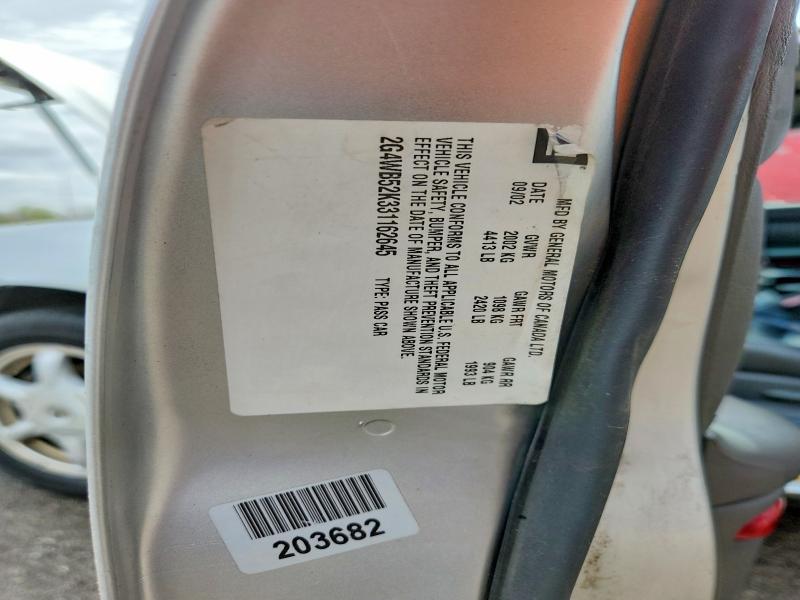 MFD BY GENERAL MOTORS OF CANADA LTD.
DATE GVWR GAWR FRT GAWR RR
09/02 2002 KG 1098 KG 904 KG
4413 LB 2420 LB 1993 LB
THIS VEHICLE CONFORMS TO ALL APPLICABLE U.S. FEDERAL MOTOR
VEHICLE SAFETY, BUMPER, AND THEFT PREVENTION STANDARDS IN
EFFECT ON THE DATE OF MANUFACTURE SHOWN ABOVE.
2G4WB52K331162645 TYPE: PASS CAR
203682